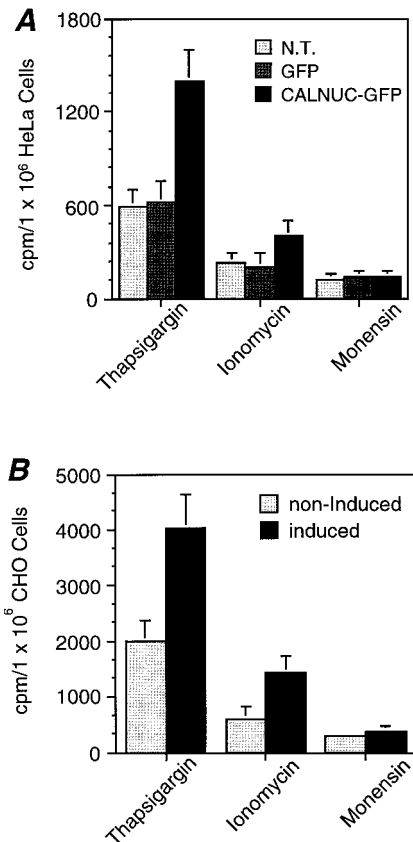 A
1800
1200
600
0
cpm/1 x 10⁶ HeLa Cells
N.T.
GFP
CALNUC-GFP
Thapsigargin
Ionomycin
Monensin
B
5000
4000
3000
2000
1000
0
cpm/1 x 10⁶ CHO Cells
non-Induced
induced
Thapsigargin
Ionomycin
Monensin